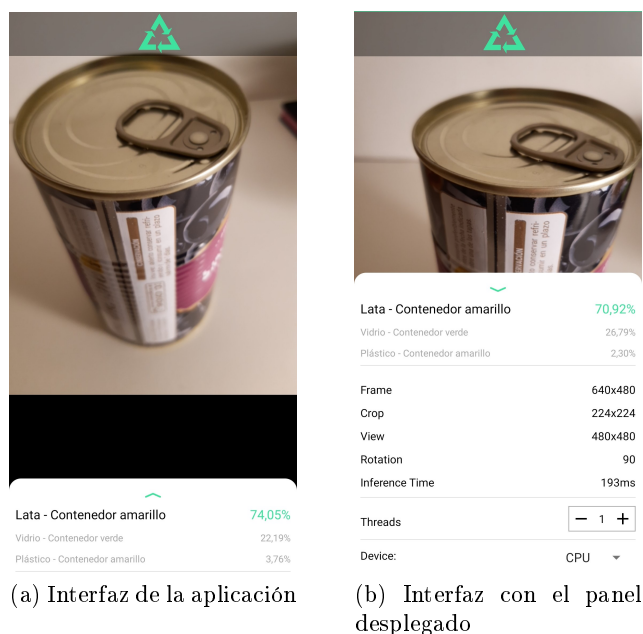 Lata - Contenedor amarillo 74,05%
Vidrio - Contenedor verde 22,19%
Plástico - Contenedor amarillo 3,76%
(a) Interfaz de la aplicación
Lata - Contenedor amarillo 70,92%
Vidrio - Contenedor verde 26,79%
Plástico - Contenedor amarillo 2,30%
Frame 640x480
Crop 224x224
View 480x480
Rotation 90
Inference Time 193ms
Threads 1
Device: CPU
(b) Interfaz con el panel
desplegado